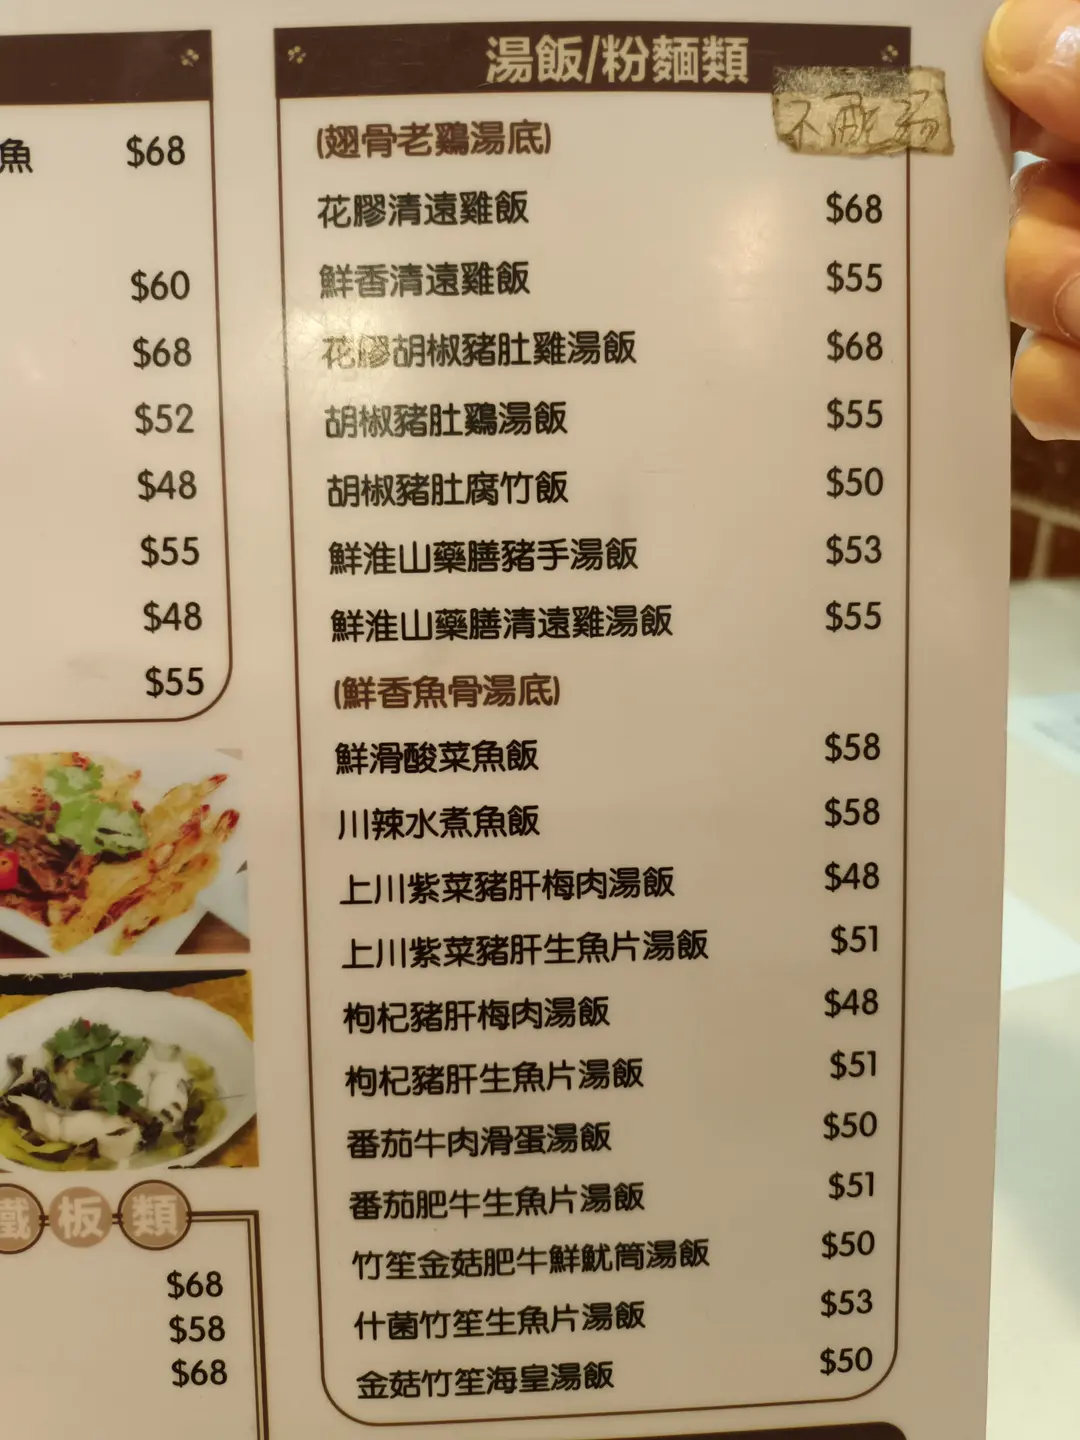 魚 $68
$60
$68
$52
$48
$55
$48
$55
鐵板類
$68
$58
$68
湯飯/粉麵類
不配
(翅骨老鷄湯底)
花膠清遠雞飯 $68
鮮香清遠雞飯 $55
花膠胡椒豬肚雞湯飯 $68
胡椒豬肚鷄湯飯 $55
胡椒豬肚腐竹飯 $50
鮮淮山藥膳豬手湯飯 $53
鮮淮山藥膳清遠雞湯飯 $55
(鮮香魚骨湯底)
鮮滑酸菜魚飯 $58
川辣水煮魚飯 $58
上川紫菜豬肝梅肉湯飯 $48
上川紫菜豬肝生魚片湯飯 $51
枸杞豬肝梅肉湯飯 $48
枸杞豬肝生魚片湯飯 $51
番茄牛肉滑蛋湯飯 $50
番茄肥牛生魚片湯飯 $51
竹笙金菇肥牛鮮魷筒湯飯 $50
什菌竹笙生魚片湯飯 $53
金菇竹笙海皇湯飯 $50